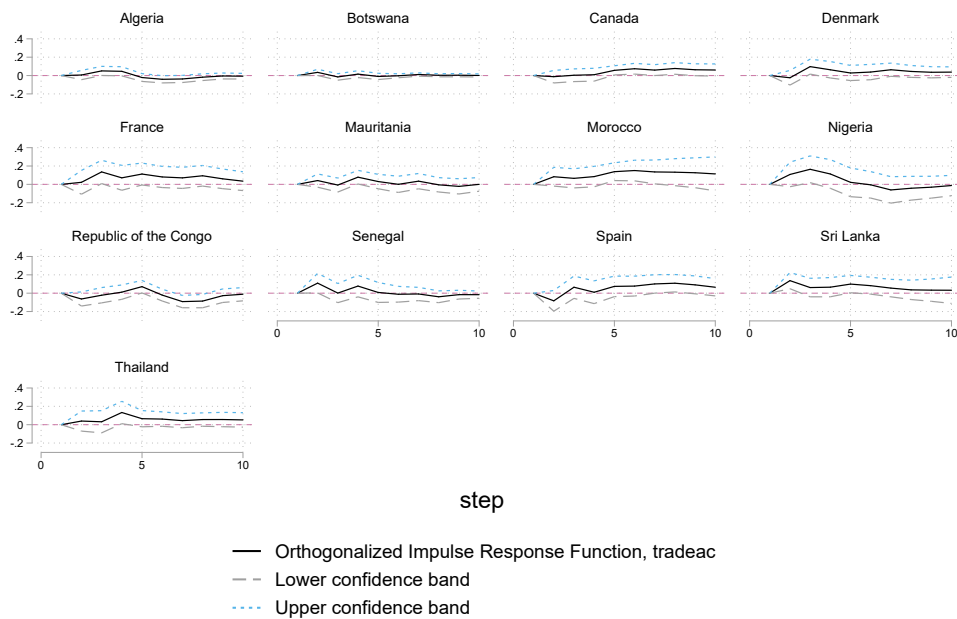 Algeria Botswana Canada Denmark
.4
.2
0
-.2
France Mauritania Morocco Nigeria
.4
.2
0
-.2
Republic of the Congo Senegal Spain Sri Lanka
.4
.2
0
-.2
0 5 10 0 5 10 0 5 10
Thailand
.4
.2
0
-.2
0 5 10
step
Orthogonalized Impulse Response Function, tradeac
Lower confidence band
Upper confidence band